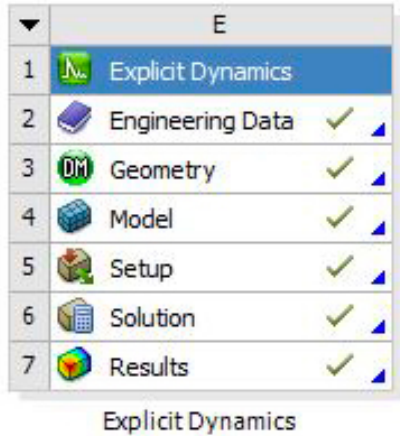 E
1 Explicit Dynamics
2 Engineering Data
3 DM Geometry
4 Model
5 Setup
6 Solution
7 Results
Explicit Dynamics